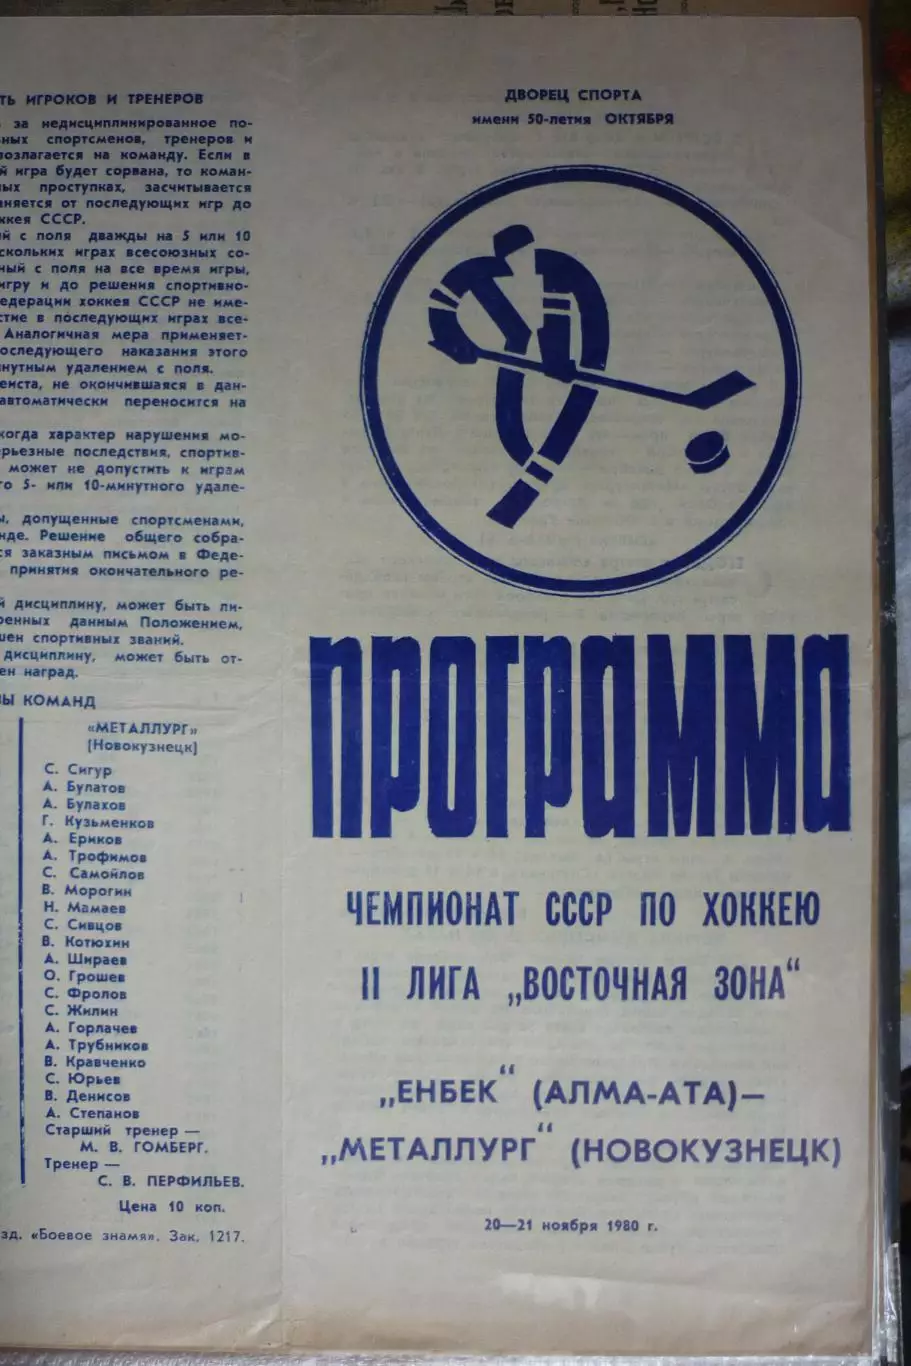 ТЬ ИГРОКОВ И ТРЕНЕРОВ
за недисциплинированное по-
ных спортсменов, тренеров и
возлагается на команду. Если в
й игра будет сорвана, то коман-
ных проступках, засчитывается
аняется от последующих игр до
ккея СССР.
ый с поля дважды на 5 или 10
скольких играх всесоюзных со-
ный с поля на все время игры,
игру и до решения спортивно-
едерации хоккея СССР не име-
стие в последующих играх все-
Аналогичная мера применяет-
оследующего наказания этого
инутным удалением с поля.
еиста, не окончившаяся в дан-
автоматически переносится на
когда характер нарушения мо-
ерьезные последствия, спортив-
может не допустить к играм
го 5- или 10-минутного удале-
ы, допущенные спортсменами,
нде. Решение общего собра-
ся заказным письмом в Феде-
принятия окончательного ре-
й дисциплину, может быть ли-
ренных данным Положением,
шен спортивных званий.
дисциплину, может быть от-
ен наград.
ВЫ КОМАНД
«МЕТАЛЛУРГ»
(Новокузнецк)
С. Сигур
А. Булатов
А. Булахов
Г. Кузьменков
А. Ериков
А. Трофимов
С. Самойлов
В. Морогин
Н. Мамаев
С. Сивцов
В. Котюхин
А. Шираев
О. Грошев
С. Фролов
С. Жилин
А. Горлачев
А. Трубников
В. Кравченко
С. Юрьев
В. Денисов
А. Степанов
Старший тренер —
М. В. ГОМБЕРГ.
Тренер —
С. В. ПЕРФИЛЬЕВ.
Цена 10 коп.
зд. «Боевое знамя». Зак. 1217.
ДВОРЕЦ СПОРТА
имени 50-летия ОКТЯБРЯ
ПРОГРАММА
ЧЕМПИОНАТ СССР ПО ХОККЕЮ
II ЛИГА „ВОСТОЧНАЯ ЗОНА“
„ЕНБЕК“ (АЛМА-АТА)—
„МЕТАЛЛУРГ“ (НОВОКУЗНЕЦК)
20—21 ноября 1980 г.